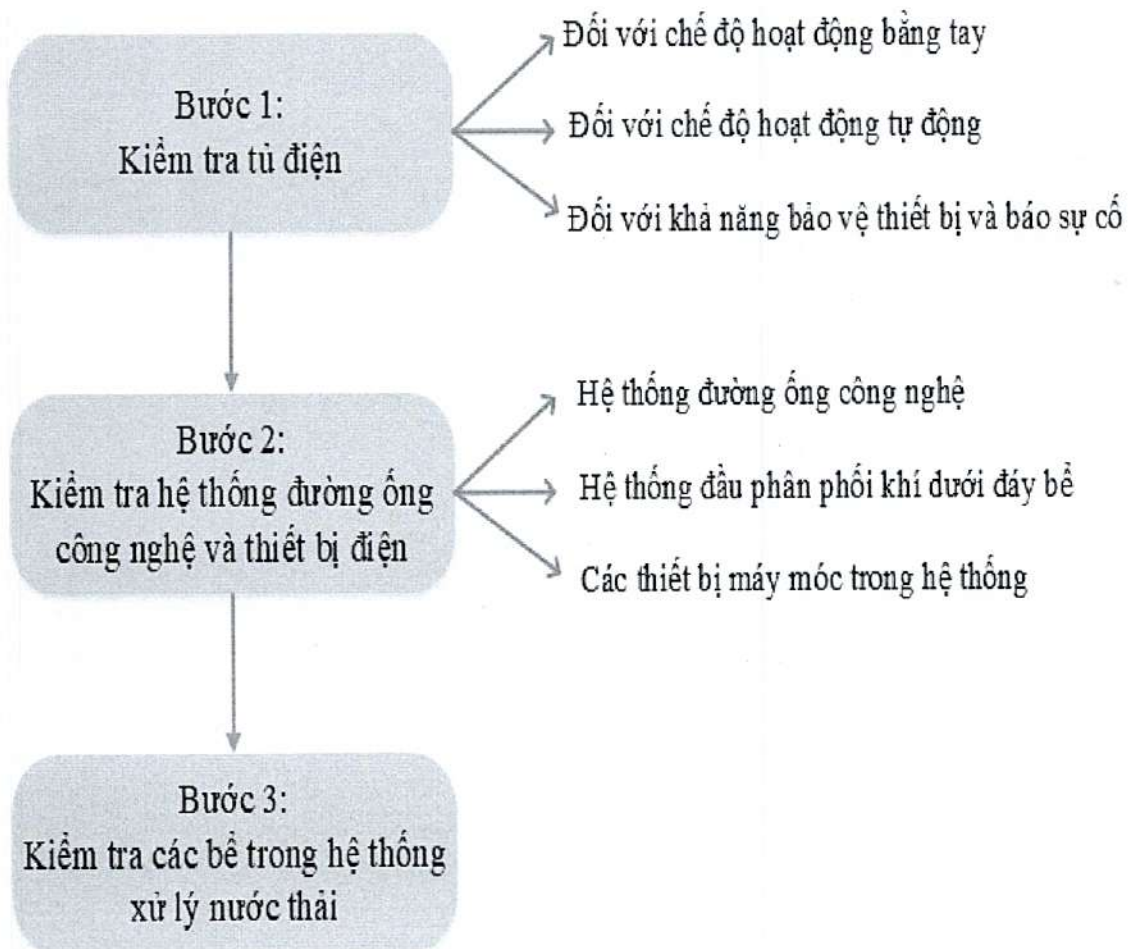 Bước 1:
Kiểm tra tủ điện
Đối với chế độ hoạt động bằng tay
Đối với chế độ hoạt động tự động
Đối với khả năng bảo vệ thiết bị và báo sự cố
Bước 2:
Kiểm tra hệ thống đường ống
công nghệ và thiết bị điện
Hệ thống đường ống công nghệ
Hệ thống đầu phân phối khí dưới đáy bể
Các thiết bị máy móc trong hệ thống
Bước 3:
Kiểm tra các bể trong hệ thống
xử lý nước thải